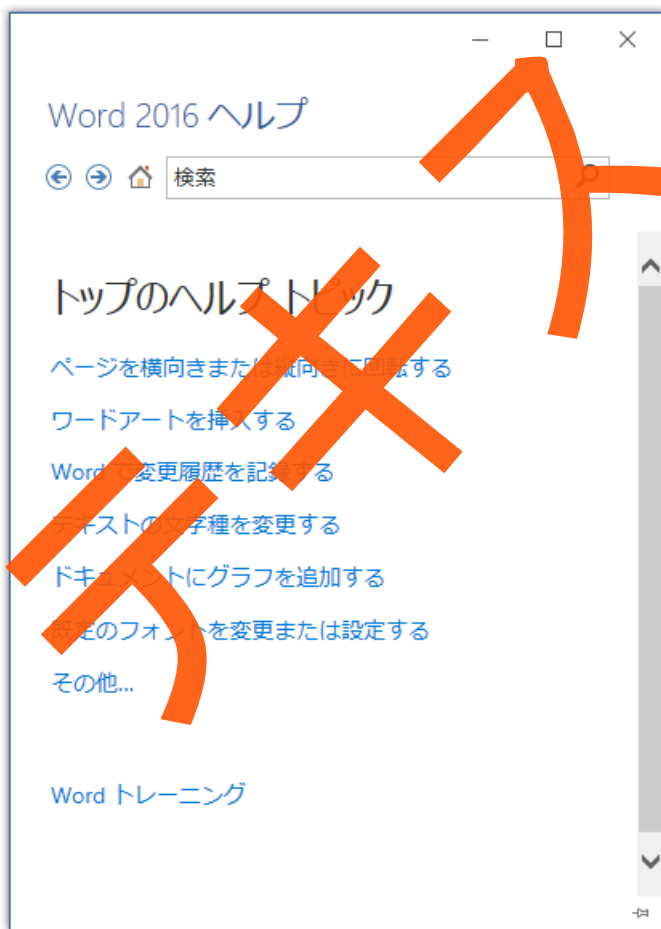 Word 2016 ヘルプ
検索
トップのヘルプ トピック
ページを横向きまたは縦向きに回転する
ワードアートを挿入する
Word で変更履歴を記録する
テキストの文字種を変更する
ドキュメントにグラフを追加する
既定のフォントを変更または設定する
その他...
Word トレーニング
テキス